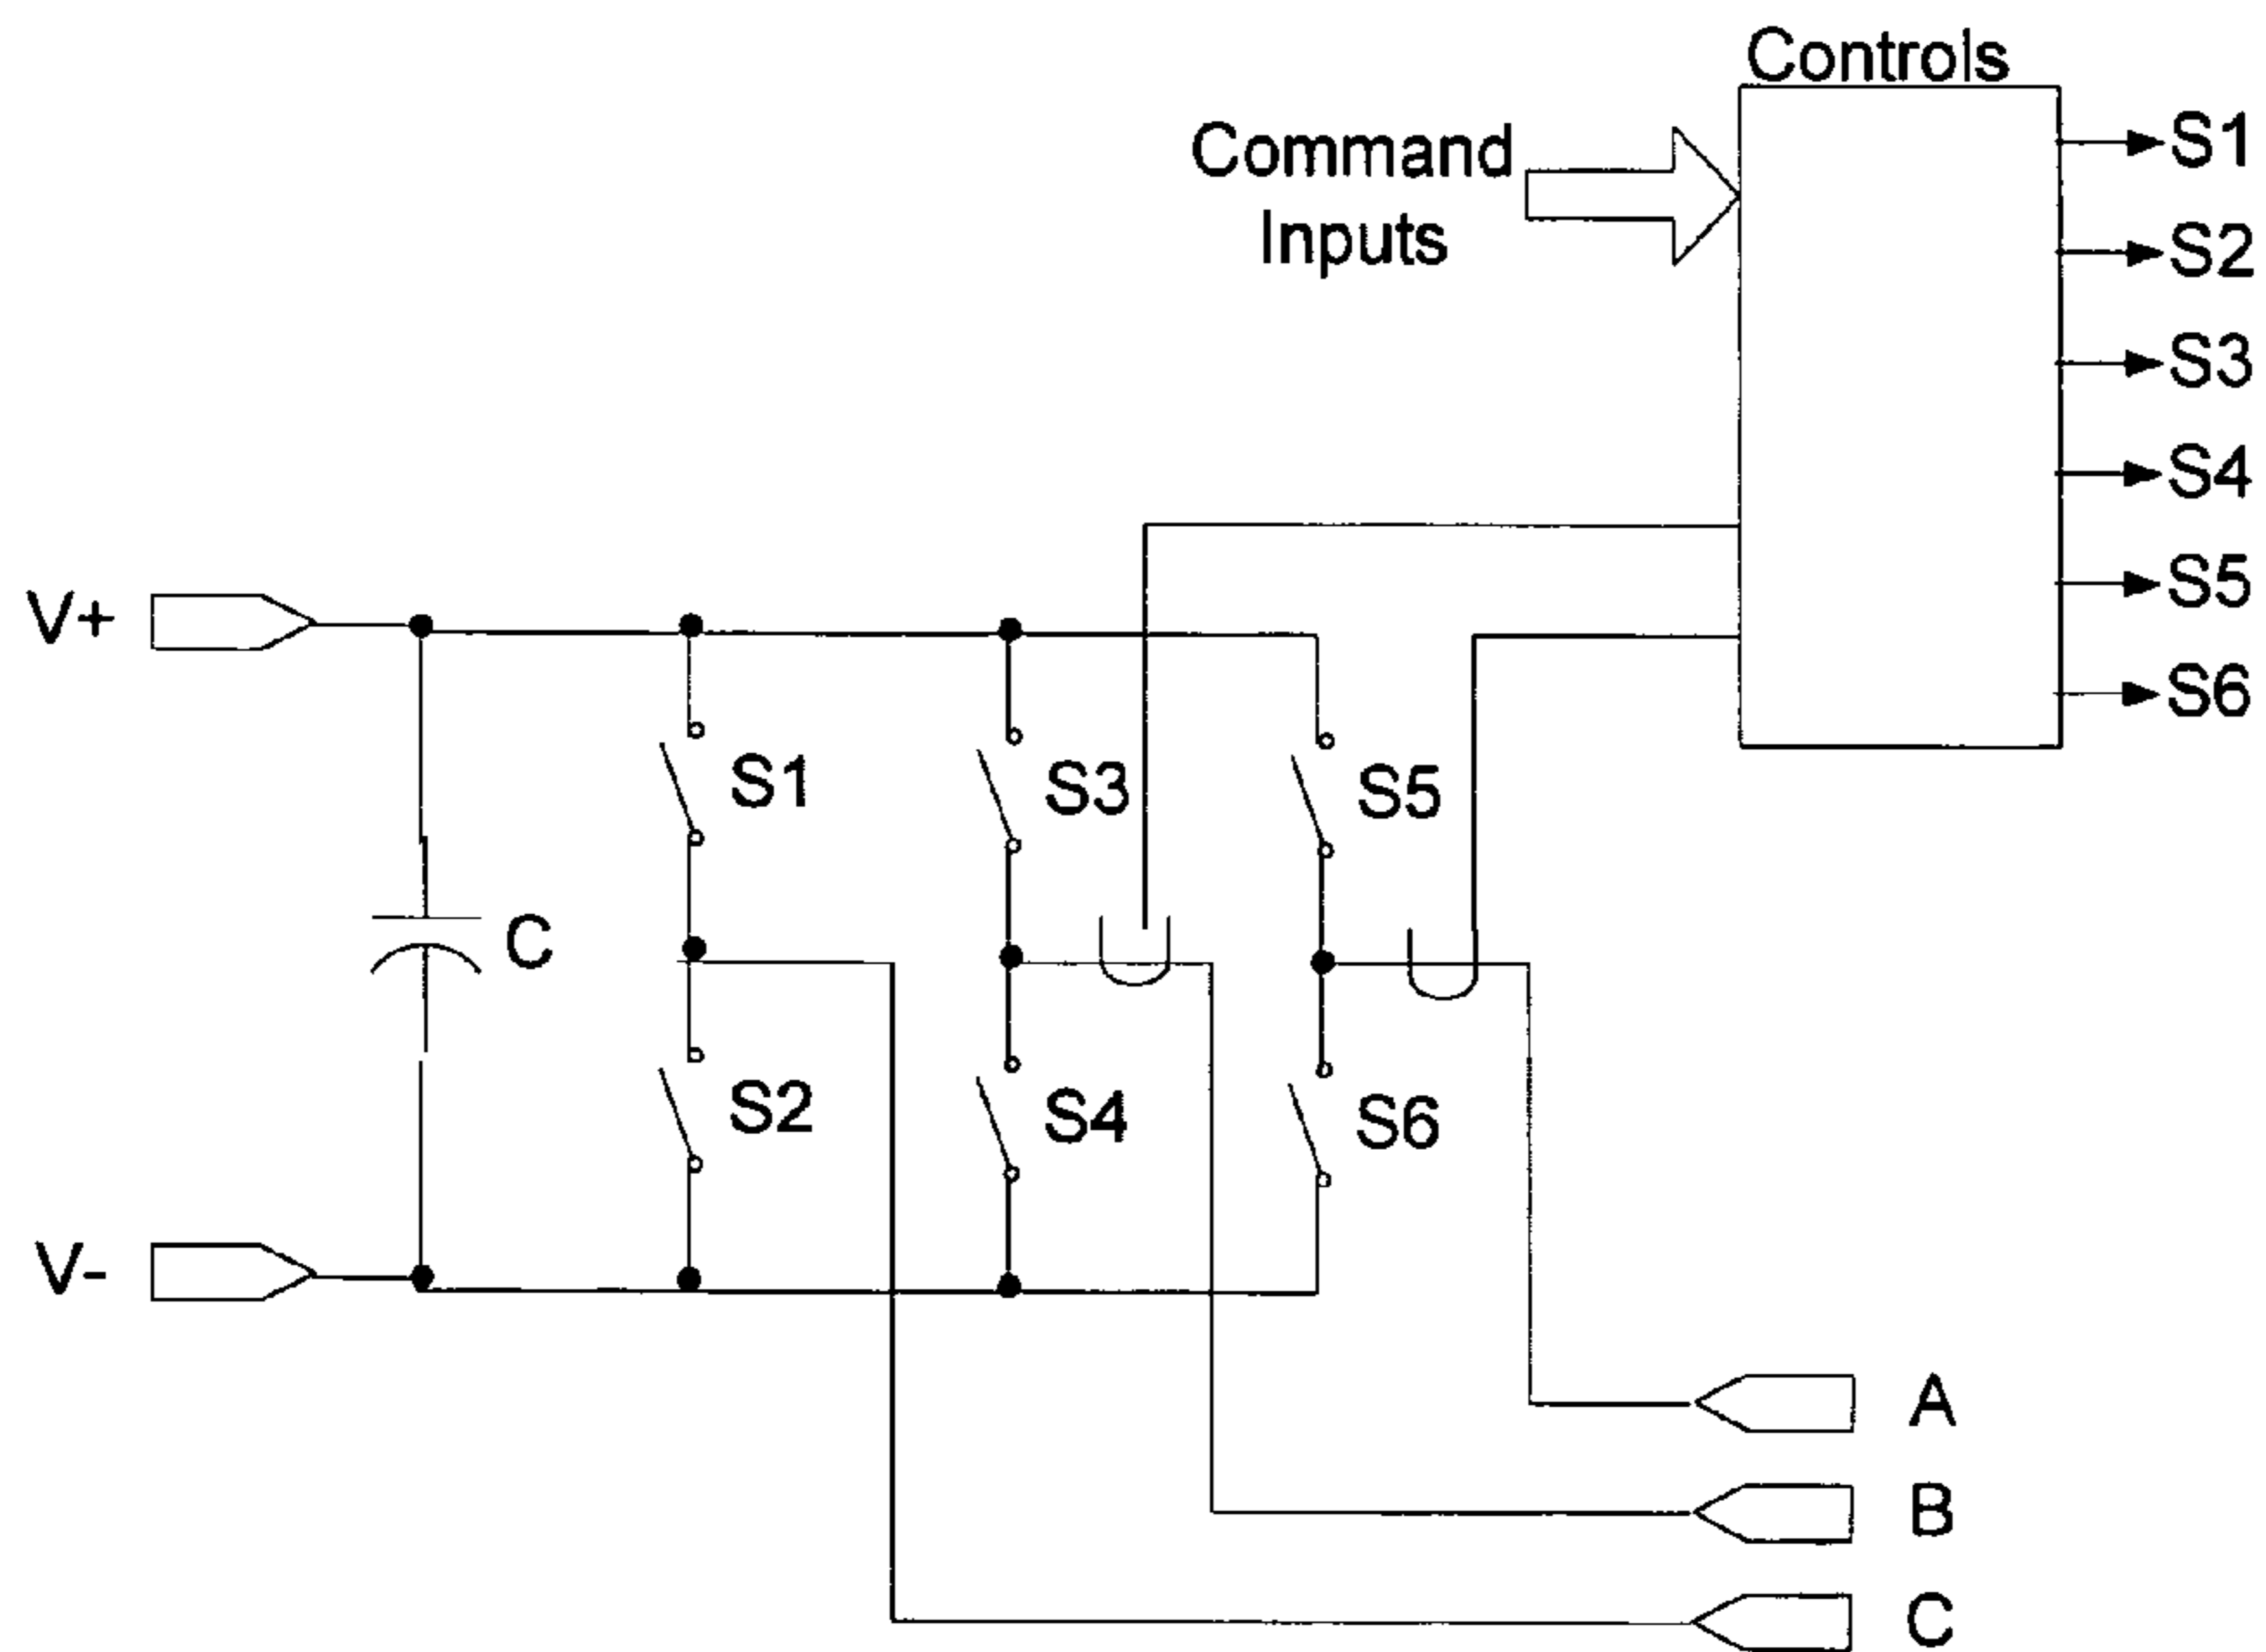 Controls
Command
Inputs
S1
S2
S3
S4
S5
S6
V+
S1
S3
S5
C
S2
S4
S6
V-
A
B
C